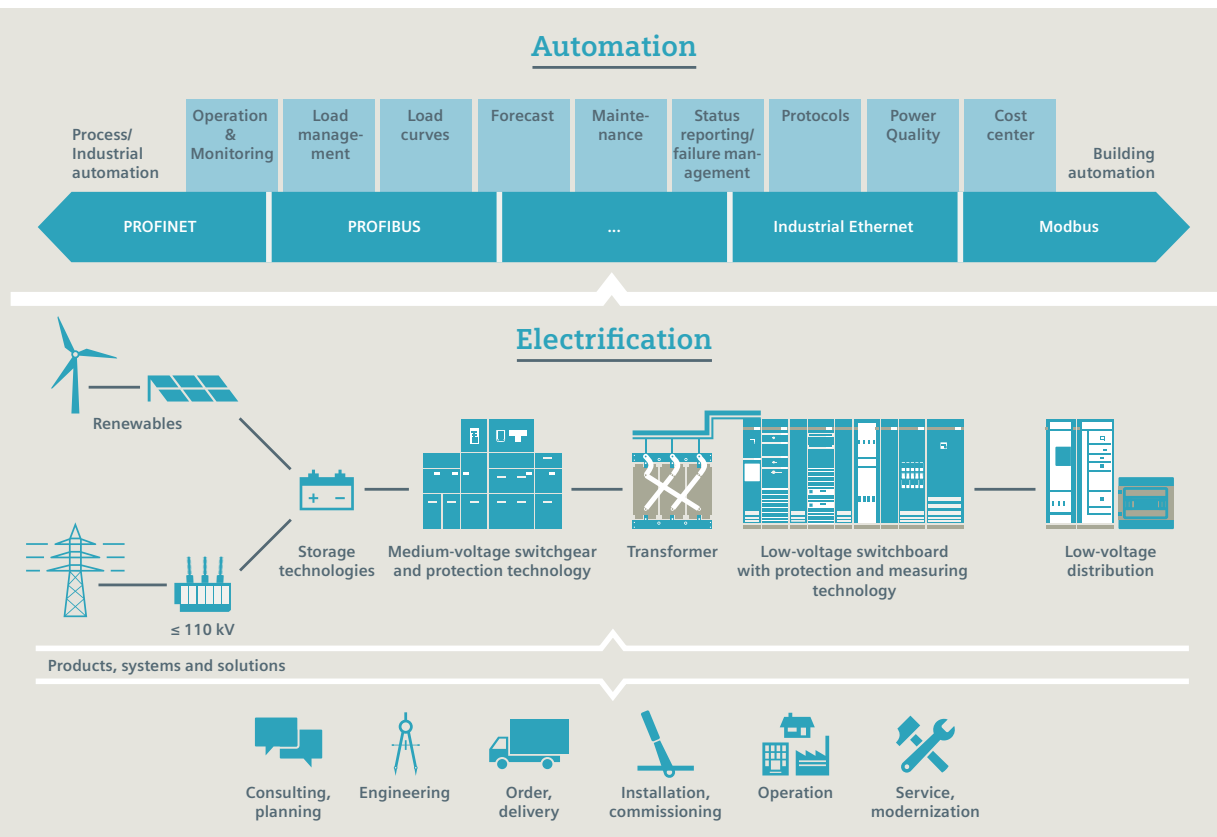 Automation
Process/
Industrial
automation
Operation
&
Monitoring
Load
manage-
ment
Load
curves
Forecast
Mainte-
nance
Status
reporting/
failure man-
agement
Protocols
Power
Quality
Cost
center
Building
automation
PROFINET
PROFIBUS
...
Industrial Ethernet
Modbus
Electrification
Renewables
≤ 110 kV
+ −
Storage
technologies
Medium-voltage switchgear
and protection technology
Transformer
Low-voltage switchboard
with protection and measuring
technology
Low-voltage
distribution
Products, systems and solutions
Consulting,
planning
Engineering
Order,
delivery
Installation,
commissioning
Operation
Service,
modernization